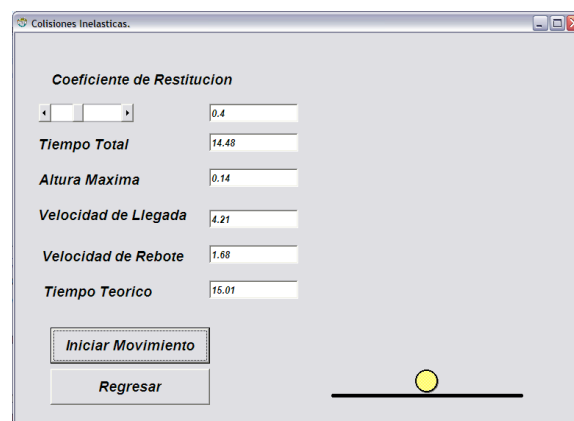 Colisiones Inelasticas.
Coeficiente de Restitucion
0.4
Tiempo Total 14.48
Altura Maxima 0.14
Velocidad de Llegada 4.21
Velocidad de Rebote 1.68
Tiempo Teorico 15.01
Iniciar Movimiento
Regresar